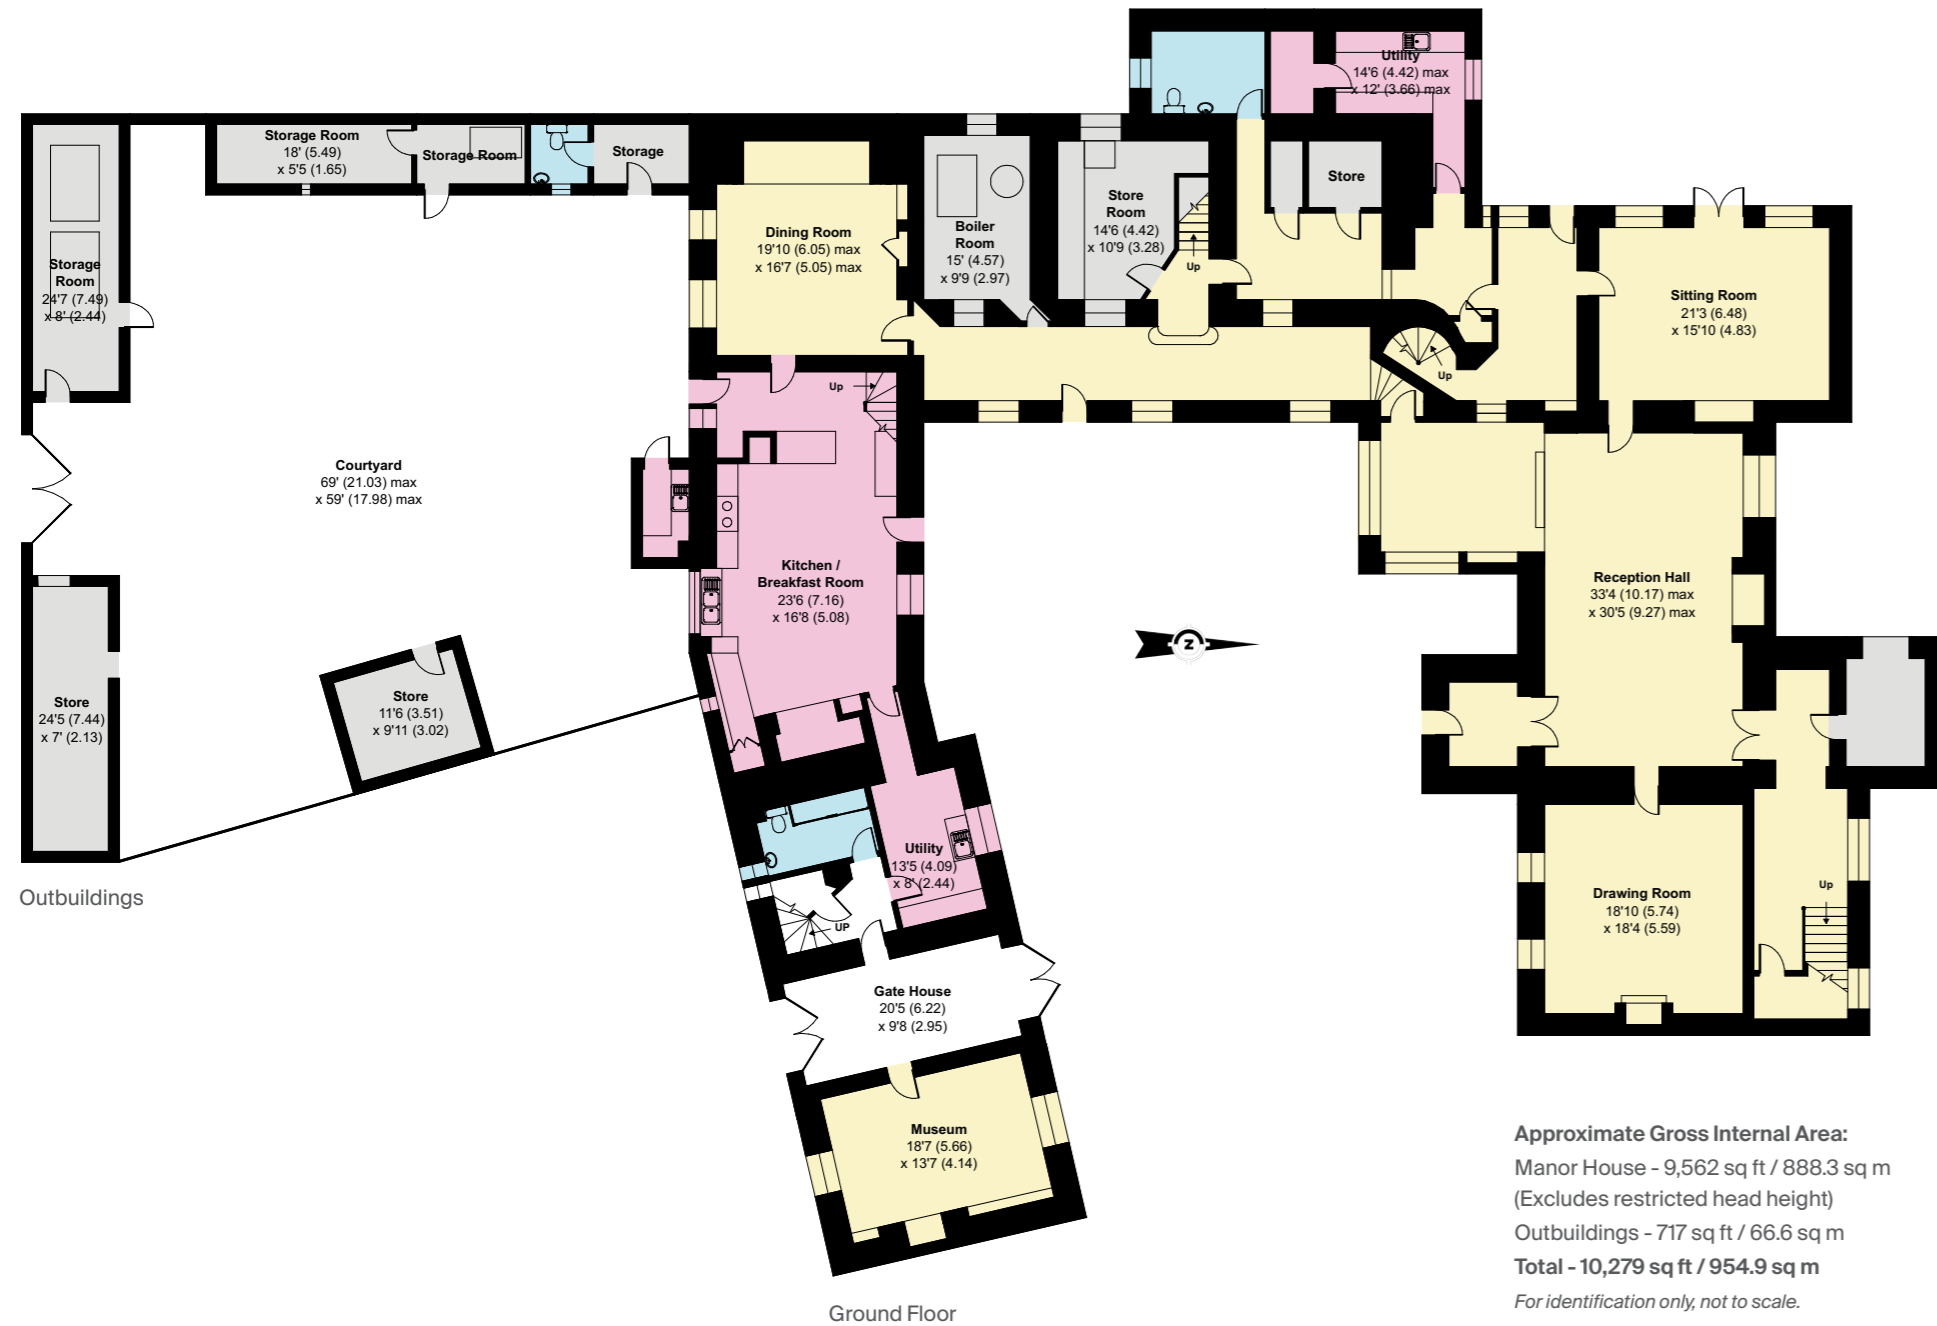 Utility
14'6 (4.42) max
x 12' (3.66) max
Storage Room
18' (5.49)
x 5'5 (1.65)
Storage Room
Storage
Storage
Room
24'7 (7.49)
x 8' (2.44)
Dining Room
19'10 (6.05) max
x 16'7 (5.05) max
Boiler
Room
15' (4.57)
x 9'9 (2.97)
Store
Room
14'6 (4.42)
x 10'9 (3.28)
Up
Store
Sitting Room
21'3 (6.48)
x 15'10 (4.83)
Up
Up
Courtyard
69' (21.03) max
x 59' (17.98) max
Kitchen /
Breakfast Room
23'6 (7.16)
x 16'8 (5.08)
Reception Hall
33'4 (10.17) max
x 30'5 (9.27) max
Z
Store
24'5 (7.44)
x 7' (2.13)
Store
11'6 (3.51)
x 9'11 (3.02)
Utility
13'5 (4.09)
x 8' (2.44)
UP
Drawing Room
18'10 (5.74)
x 18'4 (5.59)
Up
Outbuildings
Gate House
20'5 (6.22)
x 9'8 (2.95)
Museum
18'7 (5.66)
x 13'7 (4.14)
Ground Floor
Approximate Gross Internal Area:
Manor House - 9,562 sq ft / 888.3 sq m
(Excludes restricted head height)
Outbuildings - 717 sq ft / 66.6 sq m
Total - 10,279 sq ft / 954.9 sq m
For identification only, not to scale.